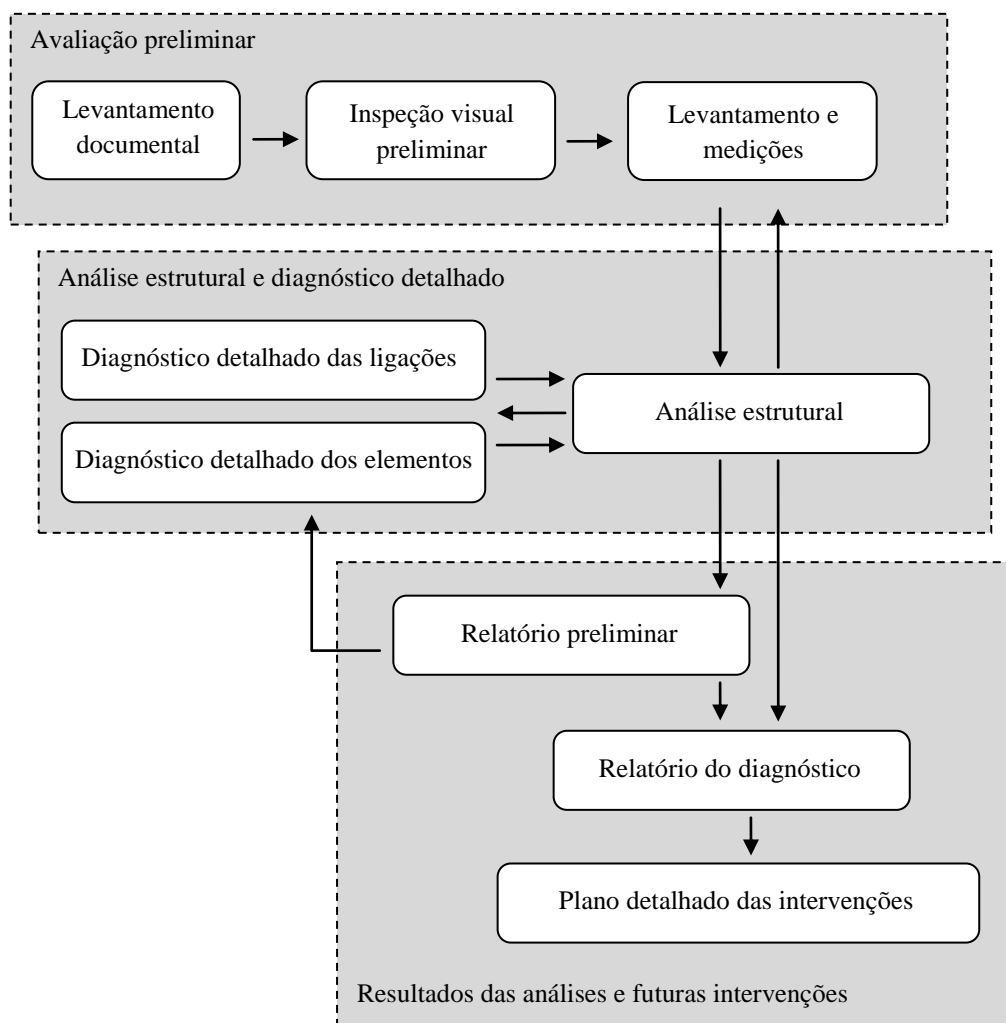 Avaliação preliminar
Levantamento
documental
Inspeção visual
preliminar
Levantamento e
medições
Análise estrutural e diagnóstico detalhado
Diagnóstico detalhado das ligações
Análise estrutural
Diagnóstico detalhado dos elementos
Relatório preliminar
Relatório do diagnóstico
Plano detalhado das intervenções
Resultados das análises e futuras intervenções